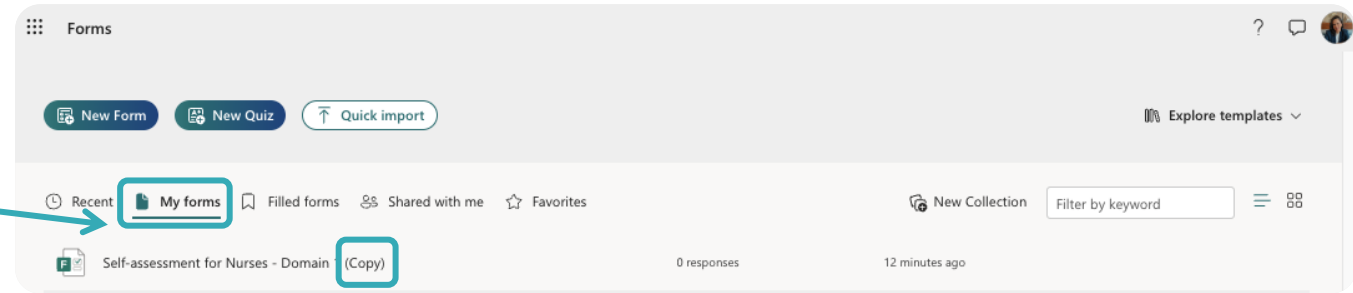 Forms
?
New Form New Quiz Quick import Explore templates
Recent My forms Filled forms Shared with me Favorites New Collection Filter by keyword
F Self-assessment for Nurses - Domain (Copy) 0 responses 12 minutes ago